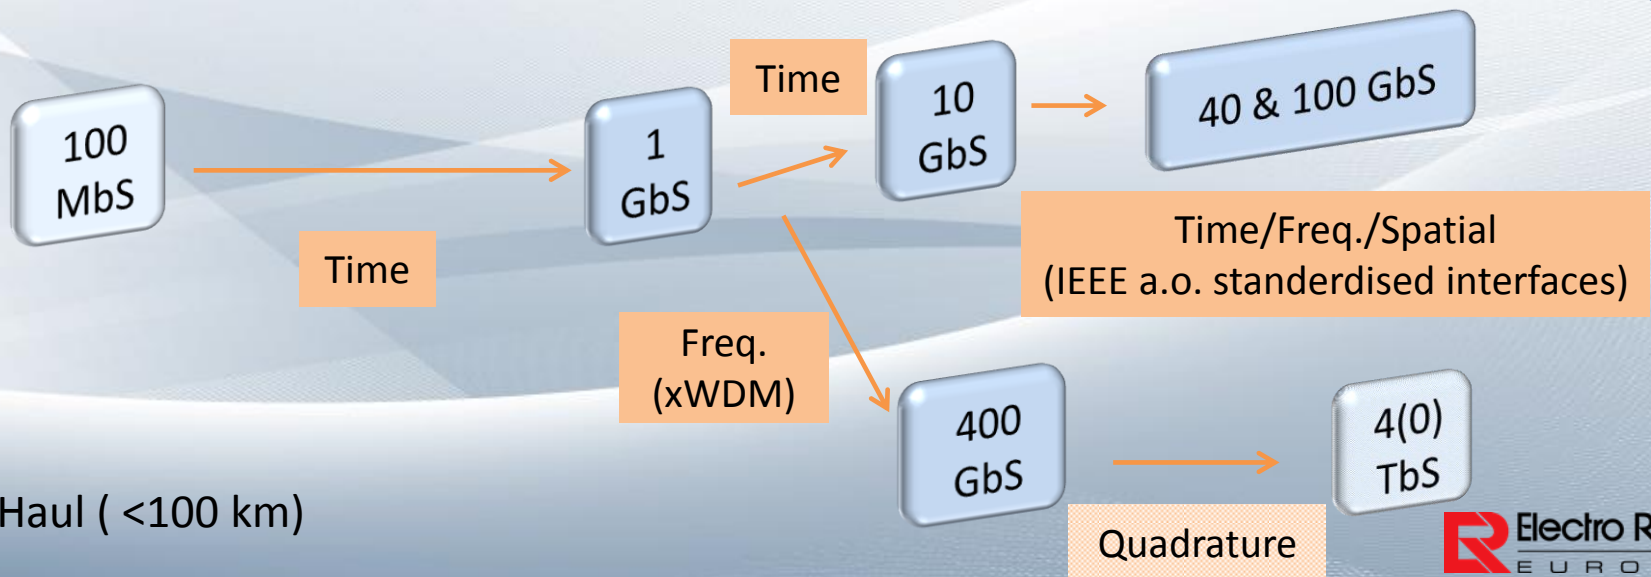 100
MbS
Time
1
GbS
Time
10
GbS
40 & 100 GbS
Time/Freq./Spatial
(IEEE a.o. standerdised interfaces)
Freq.
(xWDM)
400
GbS
Quadrature
4(0)
TbS
Haul ( <100 km)
Electro R
EURO